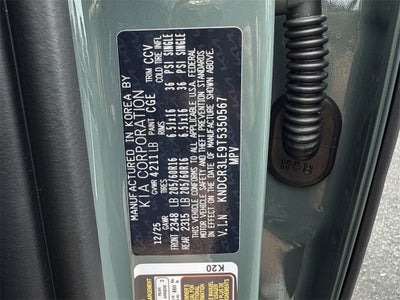 MANUFACTURED IN KOREA BY
KIA CORPORATION
GVWR 4211 LB PAINT CGE TRIM CCV
12/25 GAWR TIRES RIMS COLD TIRE INFL.
FRONT 2348 LB 205/60R16 6.5Jx16 36 PSI SINGLE
REAR 2315 LB 205/60R16 6.5Jx16 36 PSI SINGLE
THIS VEHICLE CONFORMS TO ALL APPLICABLE U.S.A. FEDERAL
MOTOR VEHICLE SAFETY AND THEFT PREVENTION STANDARDS
IN EFFECT ON THE DATE OF MANUFACTURE SHOWN ABOVE.
MPV
K20